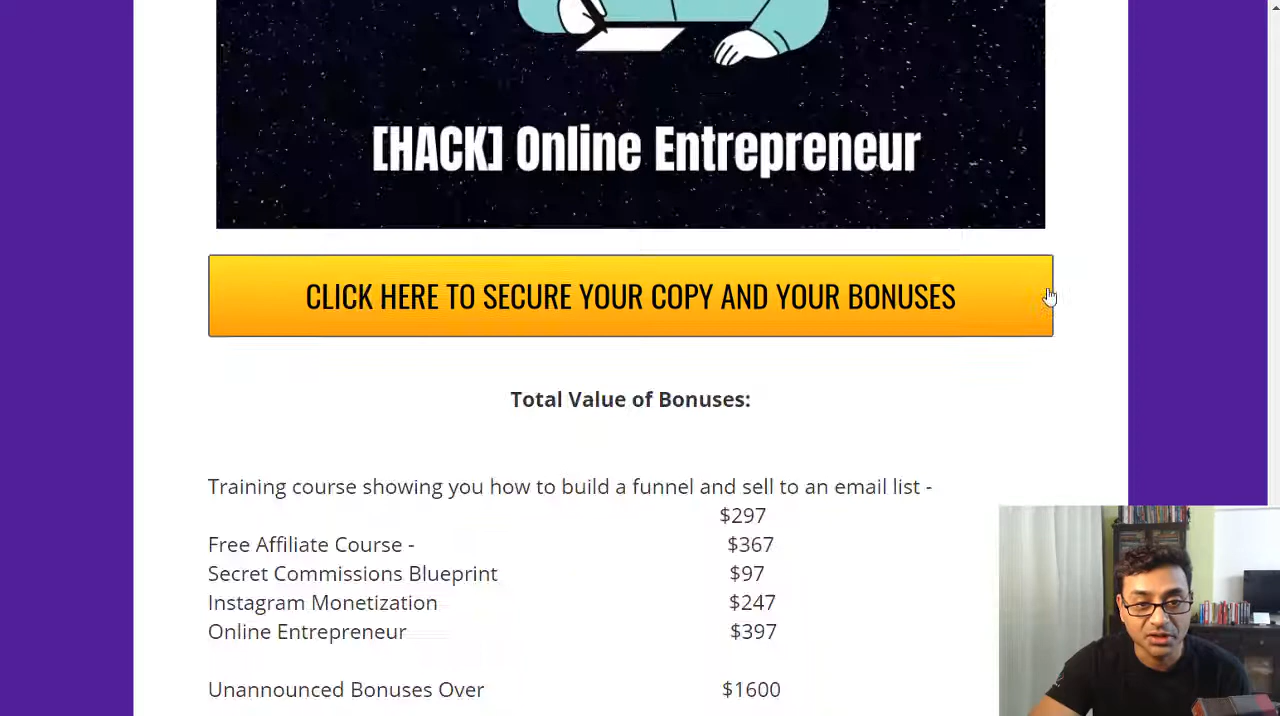 [HACK] Online Entrepreneur
CLICK HERE TO SECURE YOUR COPY AND YOUR BONUSES
Total Value of Bonuses:
Training course showing you how to build a funnel and sell to an email list -
$297
Free Affiliate Course - $367
Secret Commissions Blueprint $97
Instagram Monetization $247
Online Entrepreneur $397
Unannounced Bonuses Over $1600